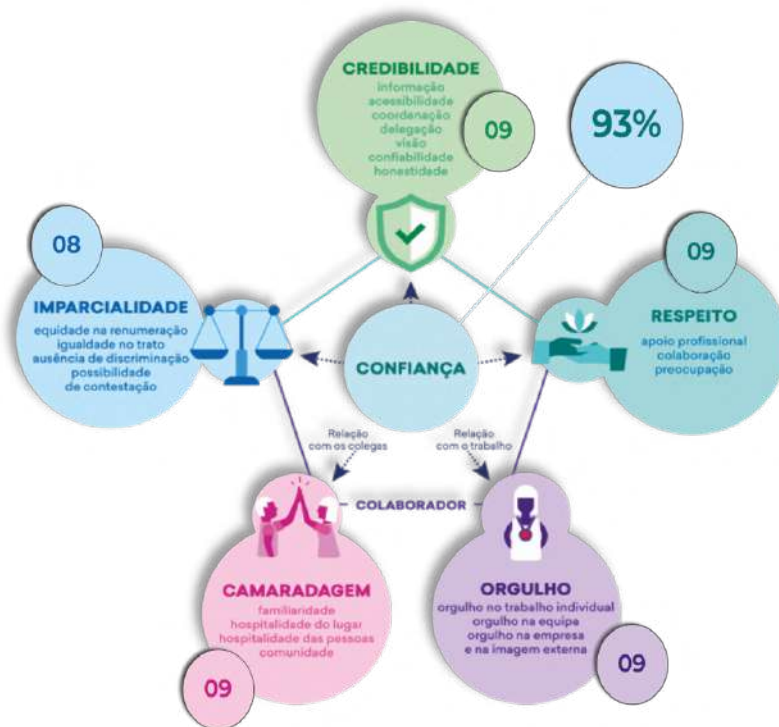 CREDIBILIDADE
informação
acessibilidade
coordenação
delegação
visão
confiabilidade
honestidade
09
93%
08
IMPARCIALIDADE
equidade na renumeração
igualdade no trato
ausência de discriminação
possibilidade
de contestação
09
RESPEITO
apoio profissional
colaboração
preocupação
CONFIANÇA
Relação
com os colegas
Relação
com o trabalho
COLABORADOR
CAMARADAGEM
familiaridade
hospitalidade do lugar
hospitalidade das pessoas
comunidade
09
ORGULHO
orgulho no trabalho individual
orgulho na equipa
orgulho na empresa
e na imagem externa
09